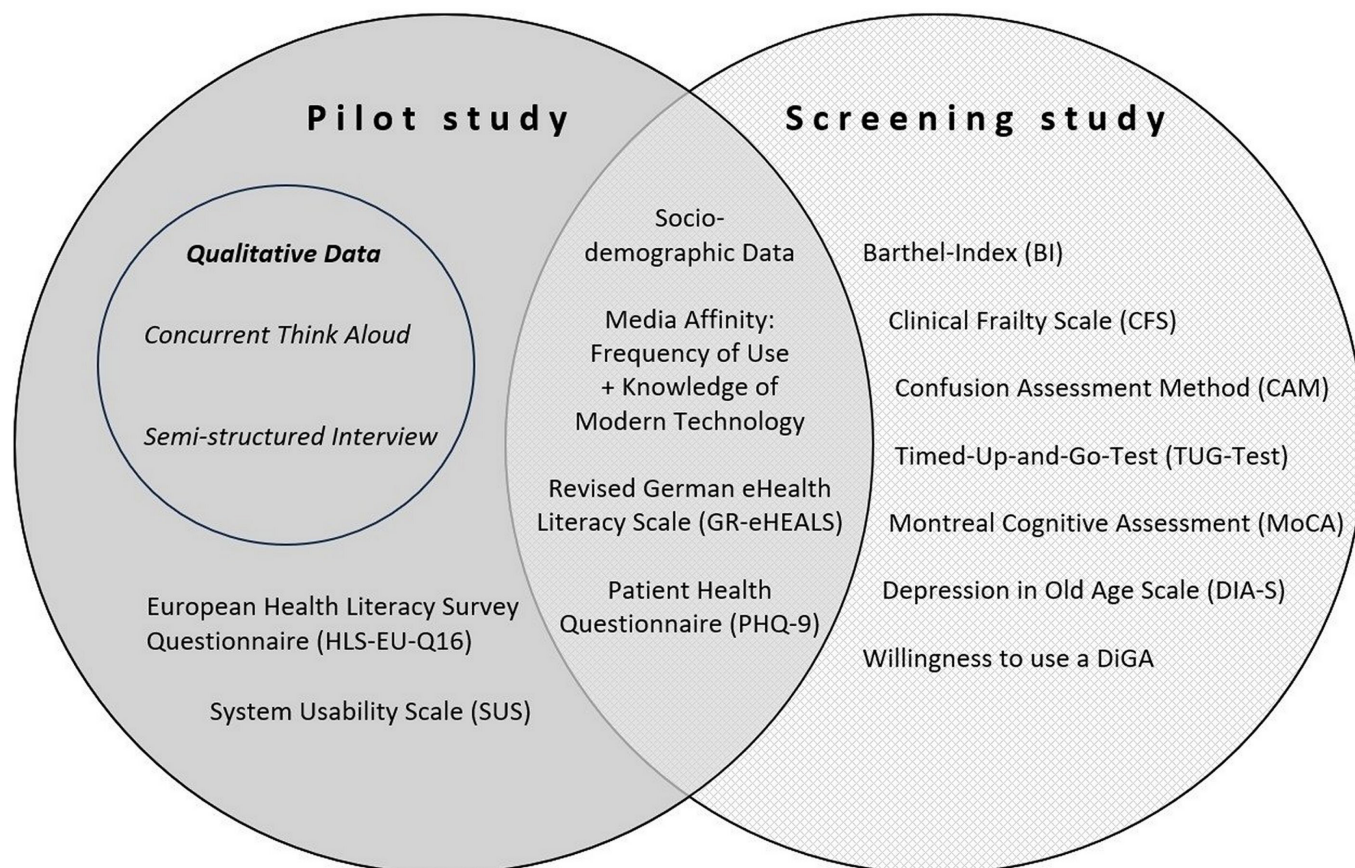 Pilot study
Qualitative Data
Concurrent Think Aloud
Semi-structured Interview
European Health Literacy Survey
Questionnaire (HLS-EU-Q16)
System Usability Scale (SUS)
Socio-
demographic Data
Media Affinity:
Frequency of Use
+ Knowledge of
Modern Technology
Revised German eHealth
Literacy Scale (GR-eHEALS)
Patient Health
Questionnaire (PHQ-9)
Screening study
Barthel-Index (BI)
Clinical Frailty Scale (CFS)
Confusion Assessment Method (CAM)
Timed-Up-and-Go-Test (TUG-Test)
Montreal Cognitive Assessment (MoCA)
Depression in Old Age Scale (DIA-S)
Willingness to use a DiGA